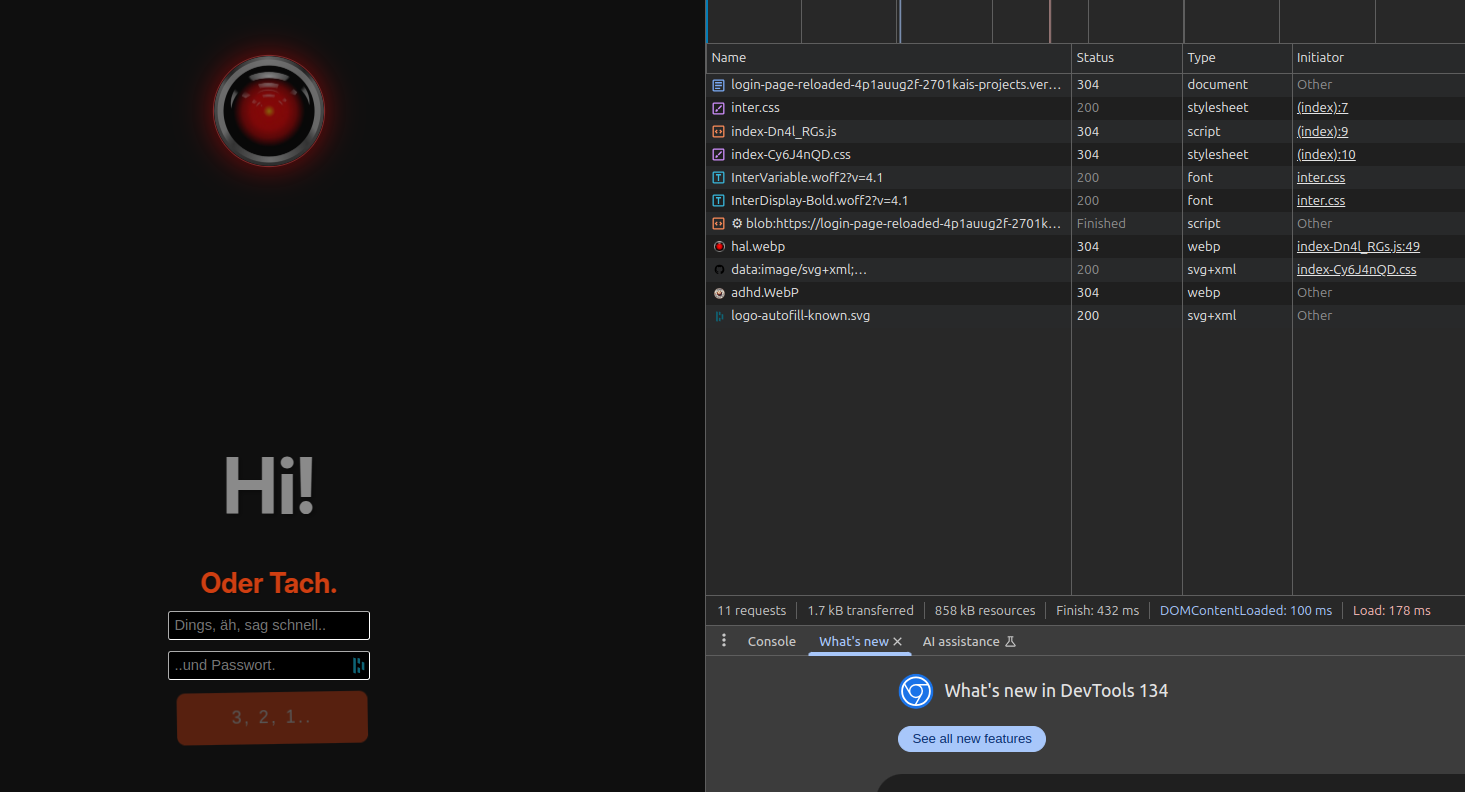 Hi!
Oder Tach.
Dings, äh, sag schnell..
..und Passwort.
3, 2, 1..
Name Status Type Initiator
login-page-reloaded-4p1auug2f-2701kais-projects.ver… 304 document Other
inter.css 200 stylesheet (index):7
index-Dn4l_RGs.js 304 script (index):9
index-Cy6J4nQD.css 304 stylesheet (index):10
InterVariable.woff2?v=4.1 200 font inter.css
InterDisplay-Bold.woff2?v=4.1 200 font inter.css
blob:https://login-page-reloaded-4p1auug2f-2701k… Finished script Other
hal.webp 304 webp index-Dn4l_RGs.js:49
data:image/svg+xml;… 200 svg+xml index-Cy6J4nQD.css
adhd.WebP 304 webp Other
logo-autofill-known.svg 200 svg+xml Other
11 requests 1.7 kB transferred 858 kB resources Finish: 432 ms DOMContentLoaded: 100 ms Load: 178 ms
Console What's new AI assistance
What's new in DevTools 134
See all new features